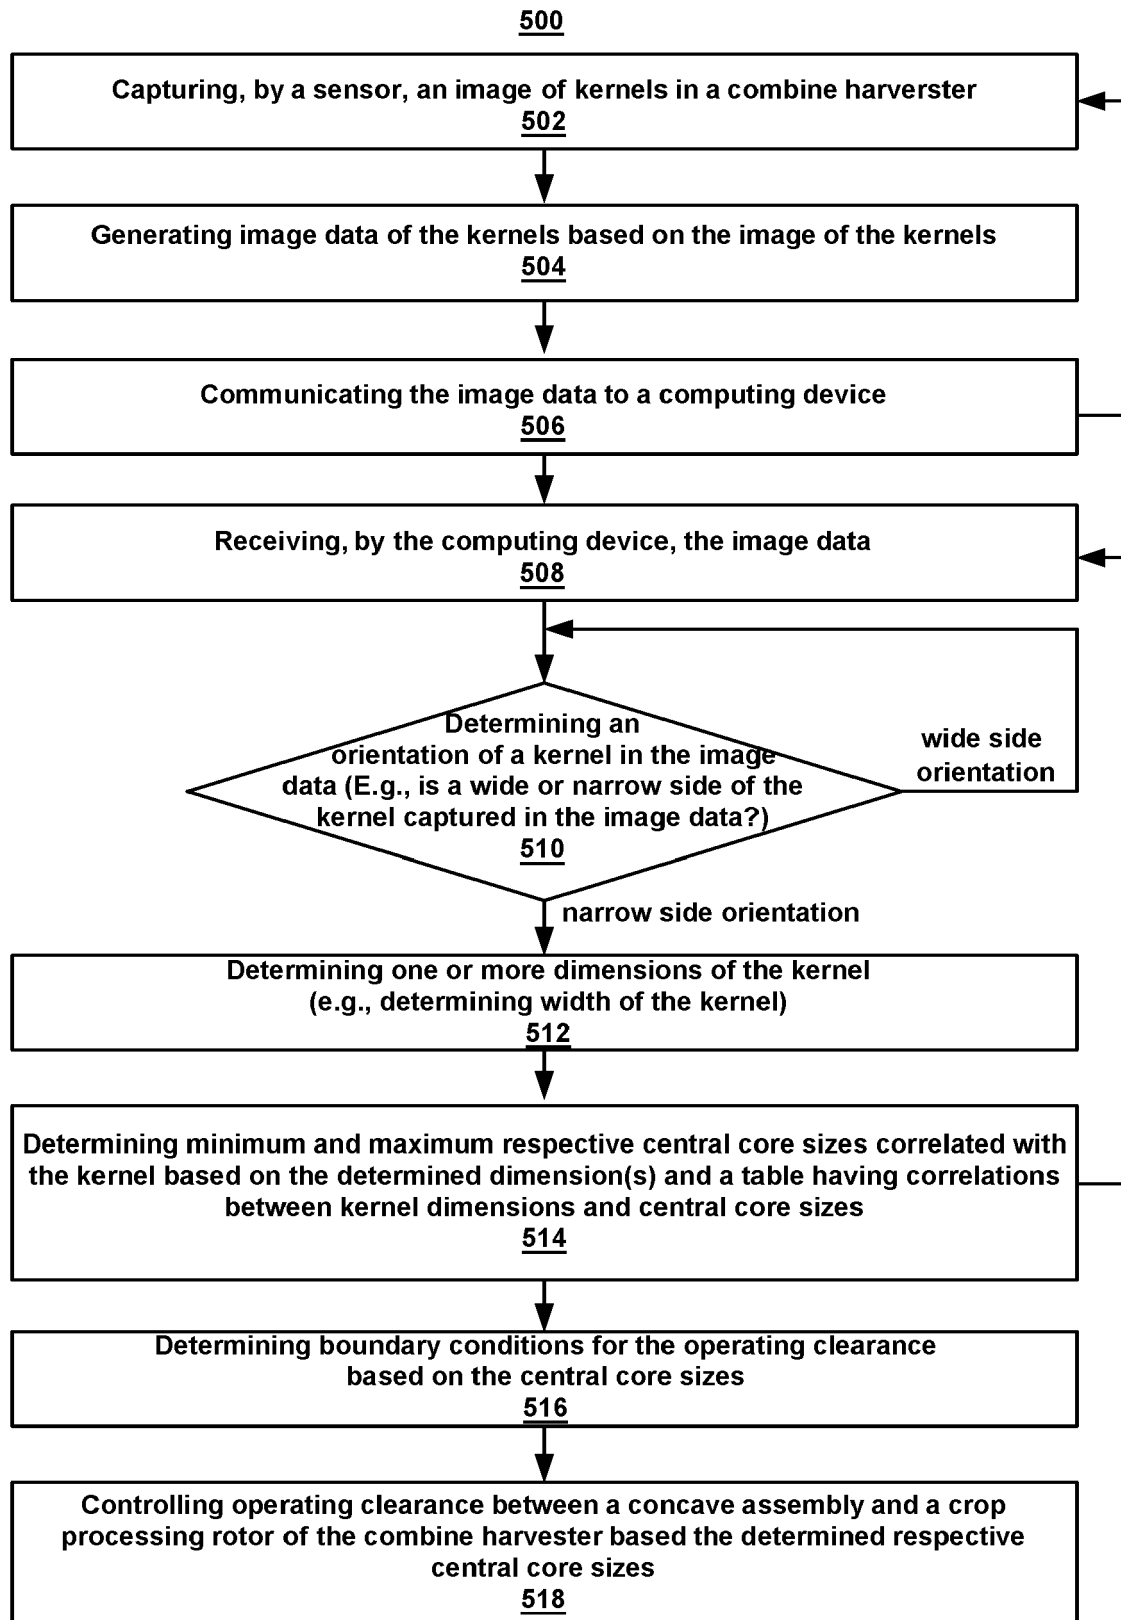 500
Capturing, by a sensor, an image of kernels in a combine harverster
502
Generating image data of the kernels based on the image of the kernels
504
Communicating the image data to a computing device
506
Receiving, by the computing device, the image data
508
Determining an
orientation of a kernel in the image
data (E.g., is a wide or narrow side of the
kernel captured in the image data?)
510
wide side
orientation
narrow side orientation
Determining one or more dimensions of the kernel
(e.g., determining width of the kernel)
512
Determining minimum and maximum respective central core sizes correlated with
the kernel based on the determined dimension(s) and a table having correlations
between kernel dimensions and central core sizes
514
Determining boundary conditions for the operating clearance
based on the central core sizes
516
Controlling operating clearance between a concave assembly and a crop
processing rotor of the combine harvester based the determined respective
central core sizes
518